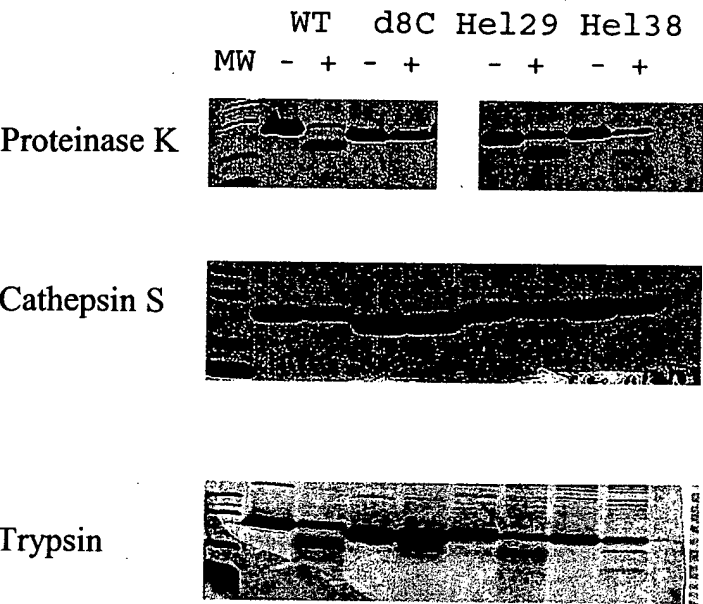 WT d8C Hel29 Hel38
MW - + - + - + - +
Proteinase K
Cathepsin S
Trypsin